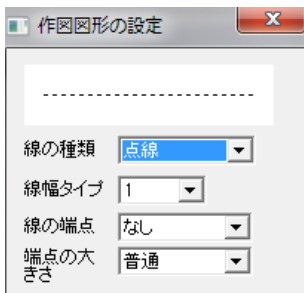 作図図形の設定
線の種類 点線
線幅タイプ 1
線の端点 なし
端点の大
きさ 普通